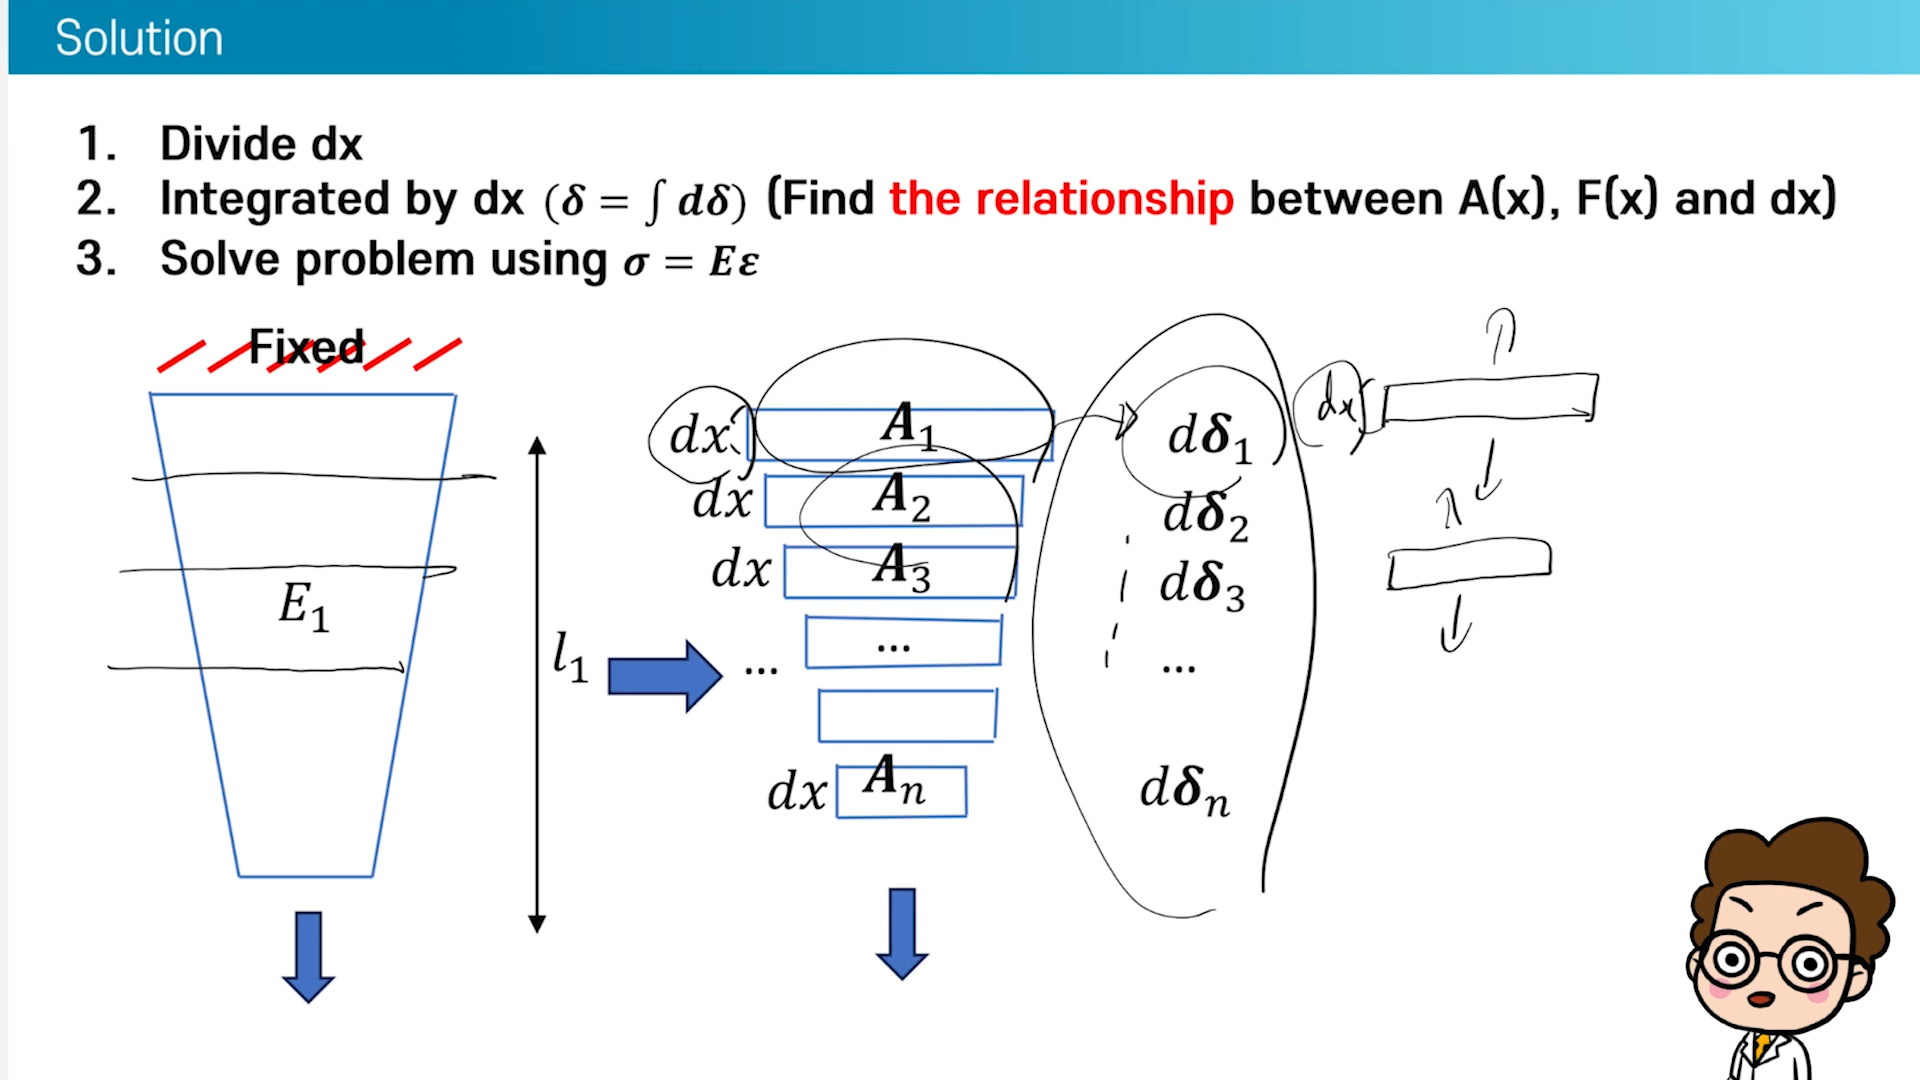 Solution
1. Divide dx
2. Integrated by dx (δ = ∫ dδ) (Find the relationship between A(x), F(x) and dx)
3. Solve problem using σ = Eε
Fixed
E₁
l₁
dx A₁ dδ₁
dx A₂ dδ₂
dx A₃ dδ₃
... ... ...
dx Aₙ dδₙ
dx